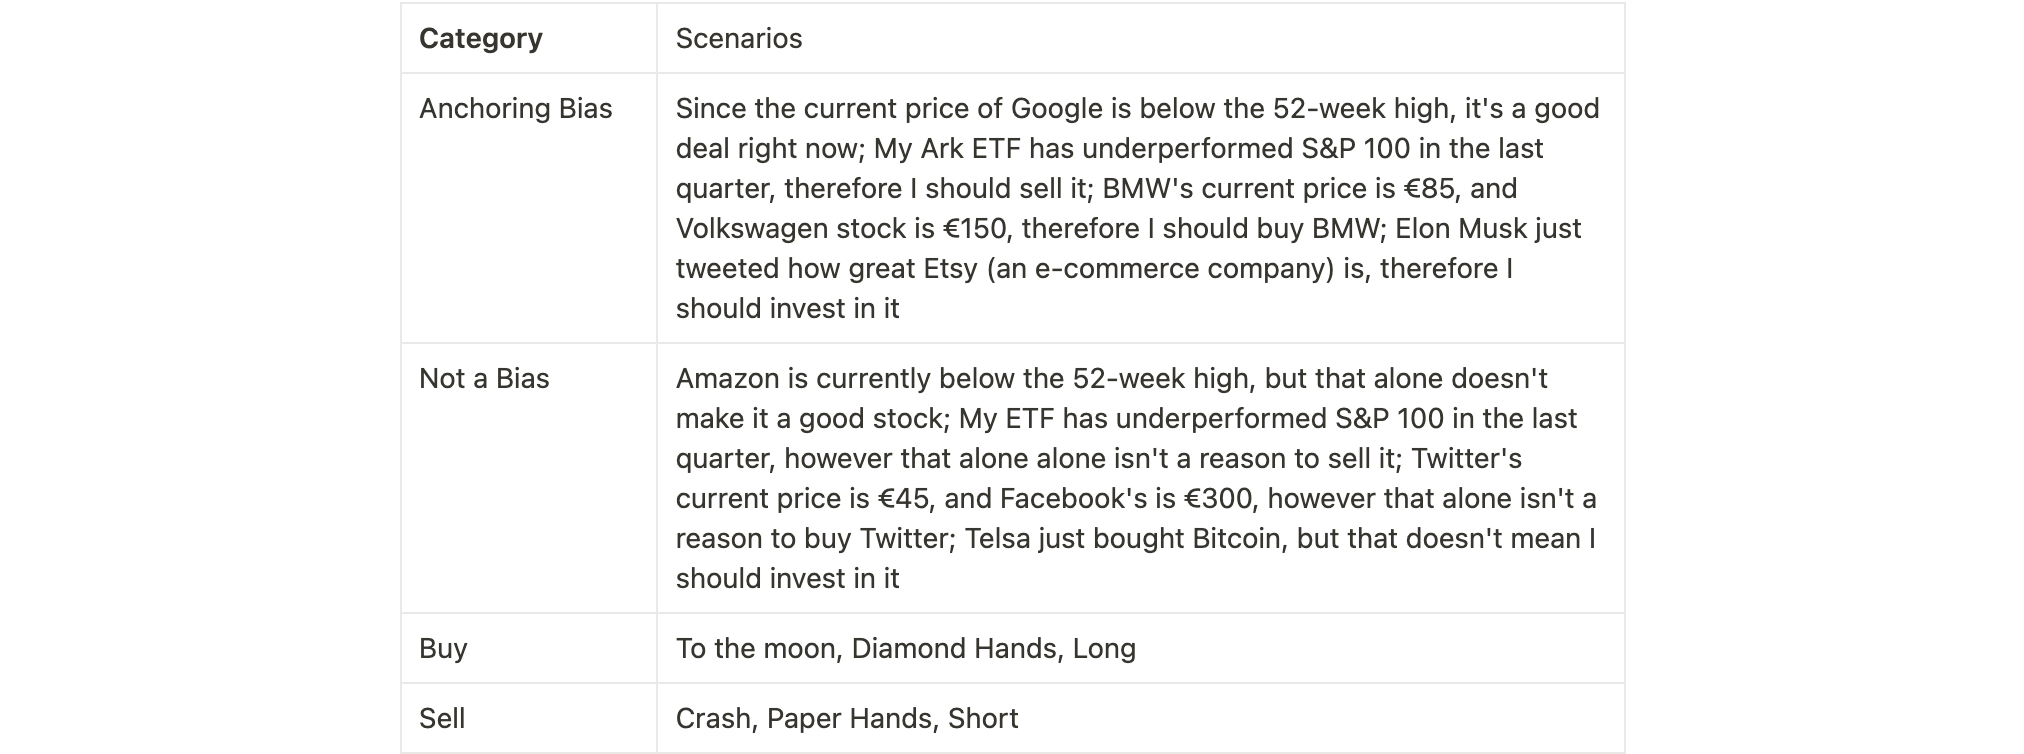 Category Scenarios
Anchoring Bias Since the current price of Google is below the 52-week high, it's a good
deal right now; My Ark ETF has underperformed S&P 100 in the last
quarter, therefore I should sell it; BMW's current price is €85, and
Volkswagen stock is €150, therefore I should buy BMW; Elon Musk just
tweeted how great Etsy (an e-commerce company) is, therefore I
should invest in it
Not a Bias Amazon is currently below the 52-week high, but that alone doesn't
make it a good stock; My ETF has underperformed S&P 100 in the last
quarter, however that alone alone isn't a reason to sell it; Twitter's
current price is €45, and Facebook's is €300, however that alone isn't a
reason to buy Twitter; Telsa just bought Bitcoin, but that doesn't mean I
should invest in it
Buy To the moon, Diamond Hands, Long
Sell Crash, Paper Hands, Short